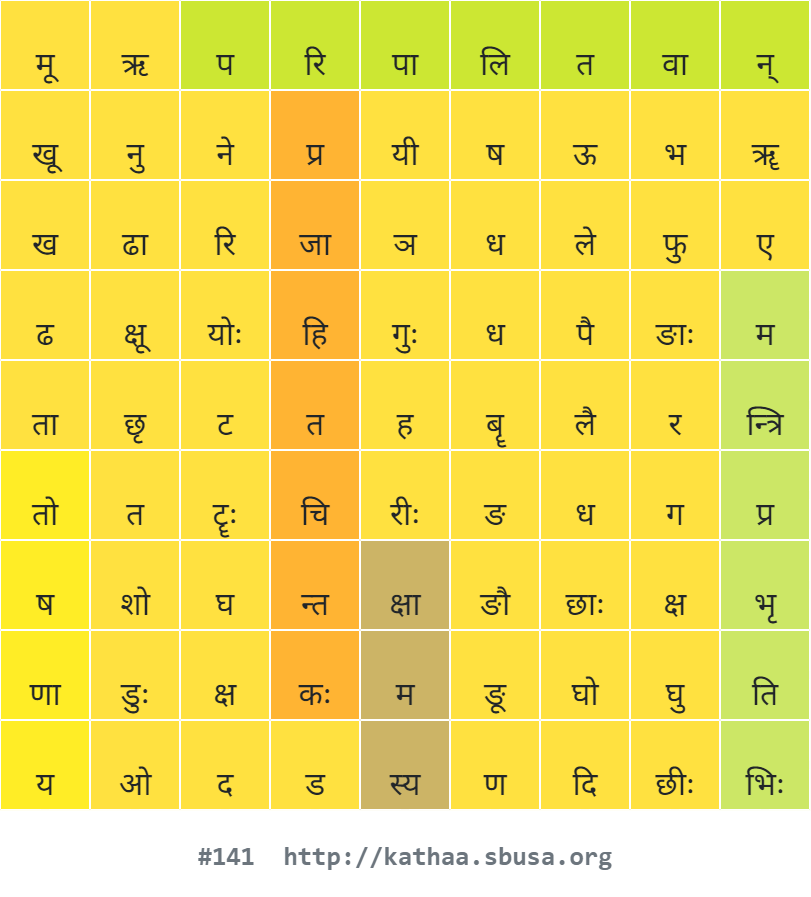 मू ऋ प रि पा लि त वा न्
खू नु ने प्र यी ष ऊ भ ॠ
ख ढा रि जा ञ ध ले फु ए
ढ क्षू योः हि गुः ध पै ङाः म
ता छृ ट त ह बॄ लै र न्त्रि
तो त टॄः चि रीः ङ ध ग प्र
ष शो घ न्त क्षा ङौ छाः क्ष भृ
णा डुः क्ष कः म ङू घो घु ति
य ओ द ड स्य ण दि छीः भिः
#141 http://kathaa.sbusa.org